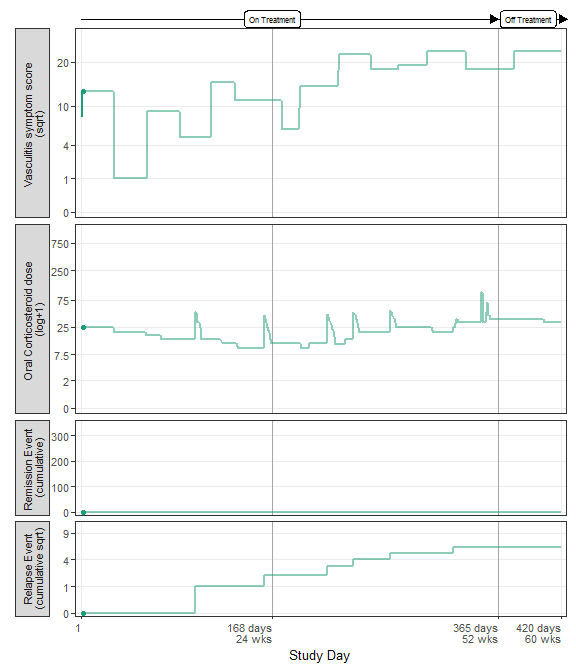 On Treatment
Off Treatment
Vasculitis symptom score
(sqrt)
20
10
4
1
0
Oral Corticosteroid dose
(log+1)
750
250
75
25
7.5
2
0
Remission Event
(cumulative)
300
200
100
0
Relapse Event
(cumulative sqrt)
9
4
1
0
1
168 days
24 wks
365 days
52 wks
420 days
60 wks
Study Day